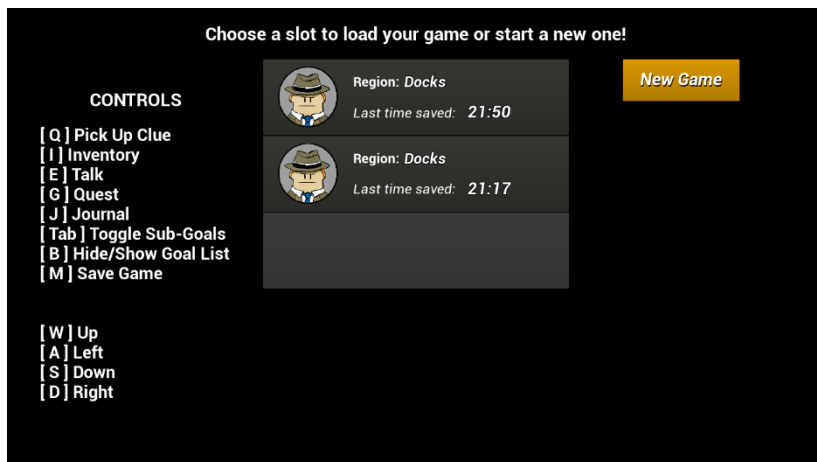 Choose a slot to load your game or start a new one!
CONTROLS
[ Q ] Pick Up Clue
[ I ] Inventory
[ E ] Talk
[ G ] Quest
[ J ] Journal
[ Tab ] Toggle Sub-Goals
[ B ] Hide/Show Goal List
[ M ] Save Game
[ W ] Up
[ A ] Left
[ S ] Down
[ D ] Right
Region: Docks
Last time saved: 21:50
Region: Docks
Last time saved: 21:17
New Game